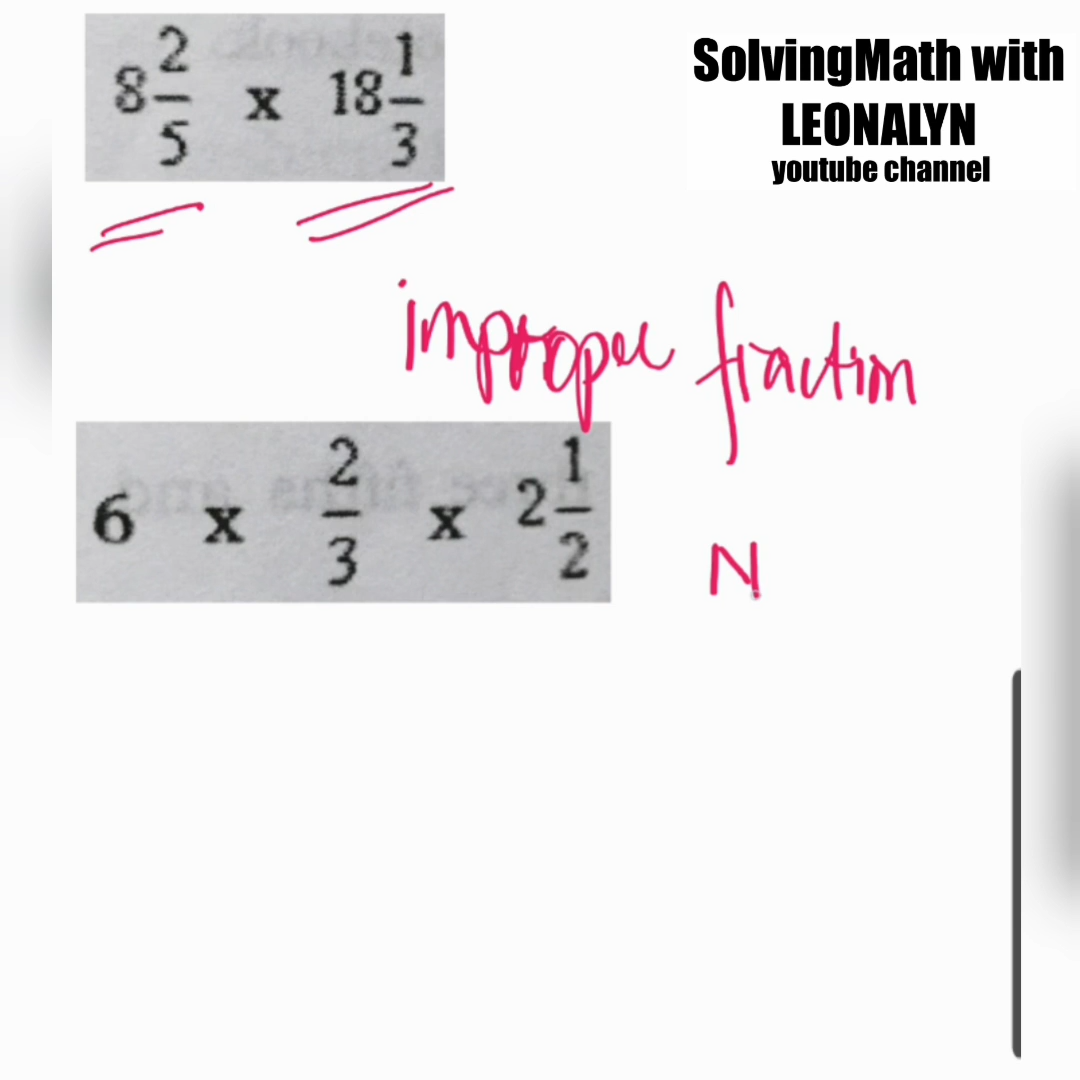 8 2/5 x 18 1/3
SolvingMath with
LEONALYN
youtube channel
improper fraction
6 x 2/3 x 2 1/2
N